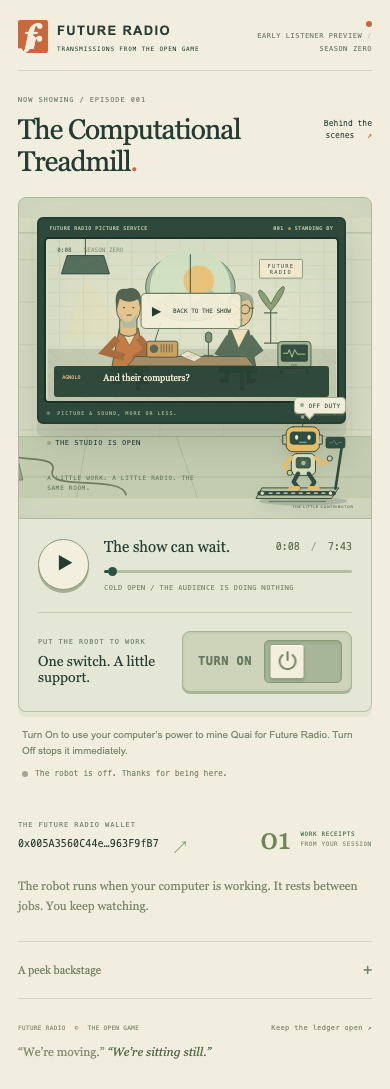 FUTURE RADIO
TRANSMISSIONS FROM THE OPEN GAME
EARLY LISTENER PREVIEW /
SEASON ZERO
NOW SHOWING / EPISODE 001
The Computational
Treadmill.
Behind the
scenes ↗
FUTURE RADIO PICTURE SERVICE
001 ● STANDING BY
0:08
SEASON ZERO
FUTURE
RADIO
BACK TO THE SHOW
AGNOLO
And their computers?
PICTURE & SOUND, MORE OR LESS.
OFF DUTY
THE STUDIO IS OPEN
A LITTLE WORK. A LITTLE RADIO. THE
SAME ROOM.
THE LITTLE CONTRIBUTOR
The show can wait.
0:08 / 7:43
COLD OPEN / THE AUDIENCE IS DOING NOTHING
PUT THE ROBOT TO WORK
One switch. A little
support.
TURN ON
Turn On to use your computer's power to mine Quai for Future Radio. Turn
Off stops it immediately.
The robot is off. Thanks for being here.
THE FUTURE RADIO WALLET
0x005A3560C44e…963F9fB7 ↗
01
WORK RECEIPTS
FROM YOUR SESSION
The robot runs when your computer is working. It rests between
jobs. You keep watching.
A peek backstage
+
FUTURE RADIO © THE OPEN GAME
Keep the ledger open ↗
“We're moving.” “We're sitting still.”